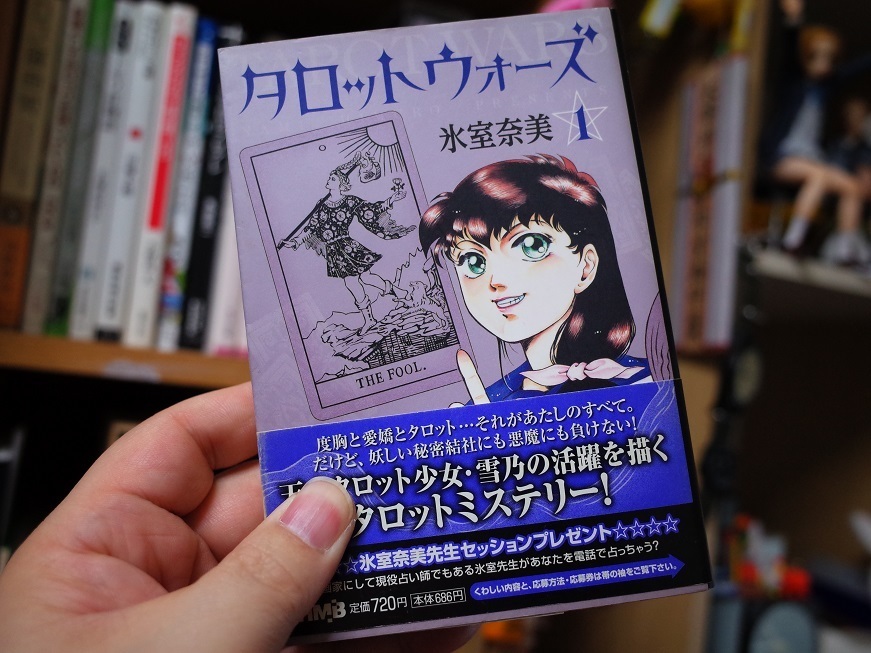 タロットウォーズ
氷室奈美 1
THE FOOL.
度胸と愛嬌とタロット…それがあたしのすべて。
だけど、妖しい秘密結社にも悪魔にも負けない!
タロット少女・雪乃の活躍を描く
タロットミステリー!
☆氷室奈美先生セッションプレゼント☆☆☆☆
家にして現役占い師でもある氷室先生があなたを電話で占っちゃう?
くわしい内容と、応募方法・応募券は帯の袖をご覧下さい。
定価720円 本体686円